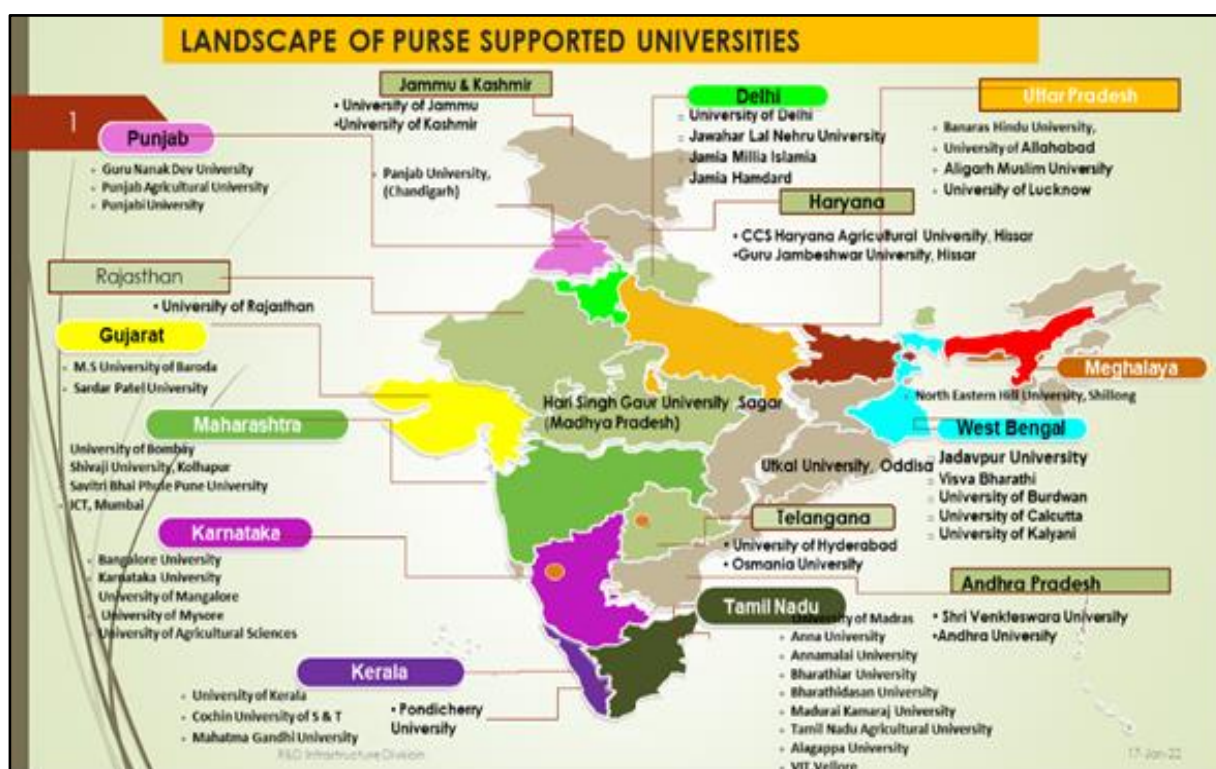 LANDSCAPE OF PURSE SUPPORTED UNIVERSITIES
1
Jammu & Kashmir
• University of Jammu
•University of Kashmir
Delhi
University of Delhi
Jawahar Lal Nehru University
Jamia Millia Islamia
Jamia Hamdard
Uttar Pradesh
Banaras Hindu University,
University of Allahabad
Aligarh Muslim University
University of Lucknow
Punjab
Guru Nanak Dev University
Punjab Agricultural University
Punjabi University
Panjab University,
(Chandigarh)
Haryana
• CCS Haryana Agricultural University, Hissar
•Guru Jambeshwar University, Hissar
Rajasthan
• University of Rajasthan
Gujarat
M.S University of Baroda
Sardar Patel University
Hari Singh Gaur University ,Sagar
(Madhya Pradesh)
Meghalaya
North Eastern Hill University, Shillong
Maharashtra
University of Bombay
Shivaji University, Kolhapur
Savitri Bhai Phule Pune University
ICT, Mumbai
West Bengal
Jadavpur University
Visva Bharathi
University of Burdwan
University of Calcutta
University of Kalyani
Utkal University, Oddisa
Karnataka
Bangalore University
Karnataka University
University of Mangalore
University of Mysore
University of Agricultural Sciences
Telangana
• University of Hyderabad
• Osmania University
Andhra Pradesh
• Shri Venkteswara University
•Andhra University
Tamil Nadu
University of Madras
Anna University
Annamalai University
Bharathiar University
Bharathidasan University
Madurai Kamaraj University
Tamil Nadu Agricultural University
Alagappa University
VIT Vellore
Kerala
University of Kerala
Cochin University of S & T
Mahatma Gandhi University
• Pondicherry
University
R&D Infrastructure Division
17-Jan-22